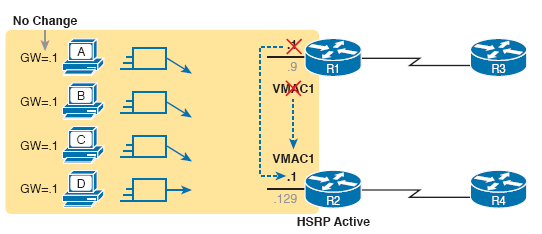 No Change
GW=.1
A
GW=.1
B
GW=.1
C
GW=.1
D
.1
.9
VMAC1
R1
R3
VMAC1
.1
.129
R2
R4
HSRP Active